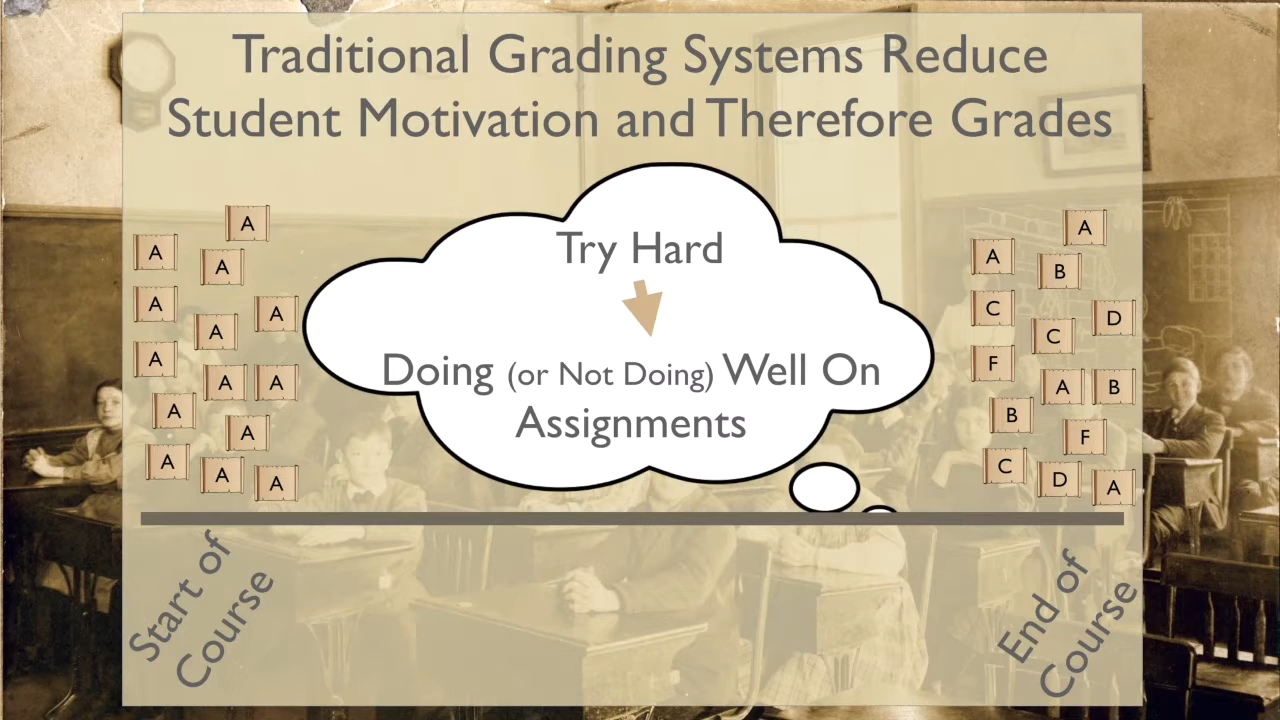 Traditional Grading Systems Reduce
Student Motivation and Therefore Grades
A
A
A
A
A
A
A
A
A
A
A
A
A
A
Try Hard
Doing (or Not Doing) Well On
Assignments
A
A
B
C
D
C
F
A
B
B
F
C
D
A
Start of
Course
End of
Course